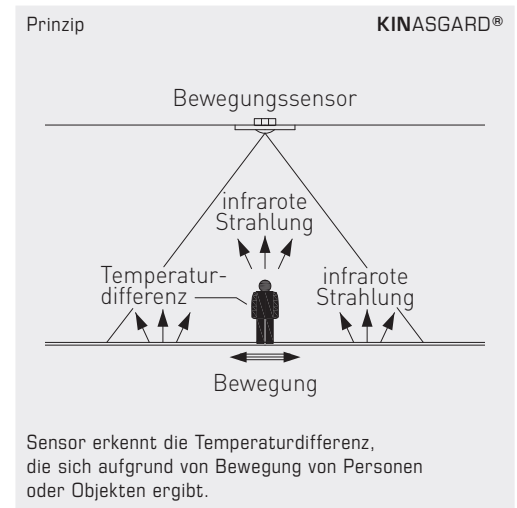 Prinzip KINASGARD®
Bewegungssensor
infrarote
Strahlung
Temperatur-
differenz
infrarote
Strahlung
Bewegung
Sensor erkennt die Temperaturdifferenz,
die sich aufgrund von Bewegung von Personen
oder Objekten ergibt.